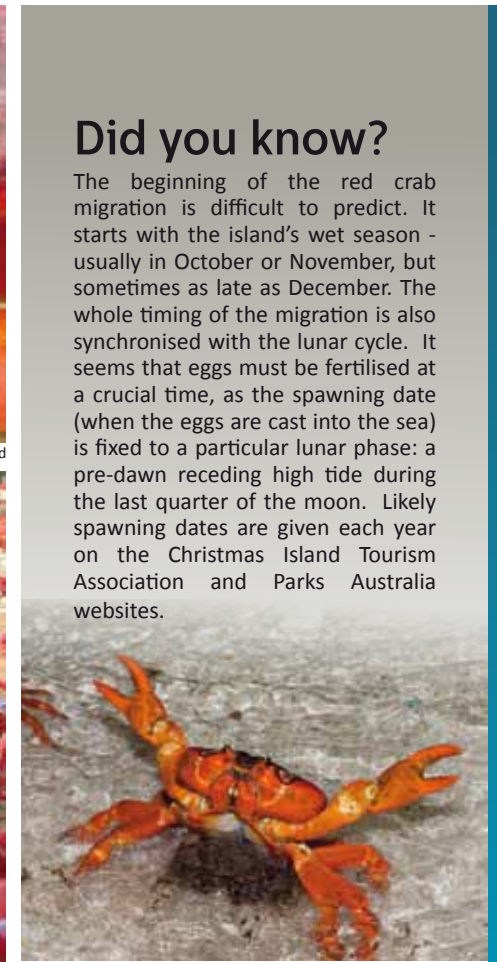 Did you know?
The beginning of the red crab
migration is difficult to predict. It
starts with the island's wet season -
usually in October or November, but
sometimes as late as December. The
whole timing of the migration is also
synchronised with the lunar cycle. It
seems that eggs must be fertilised at
a crucial time, as the spawning date
(when the eggs are cast into the sea)
is fixed to a particular lunar phase: a
pre-dawn receding high tide during
the last quarter of the moon. Likely
spawning dates are given each year
on the Christmas Island Tourism
Association and Parks Australia
websites.